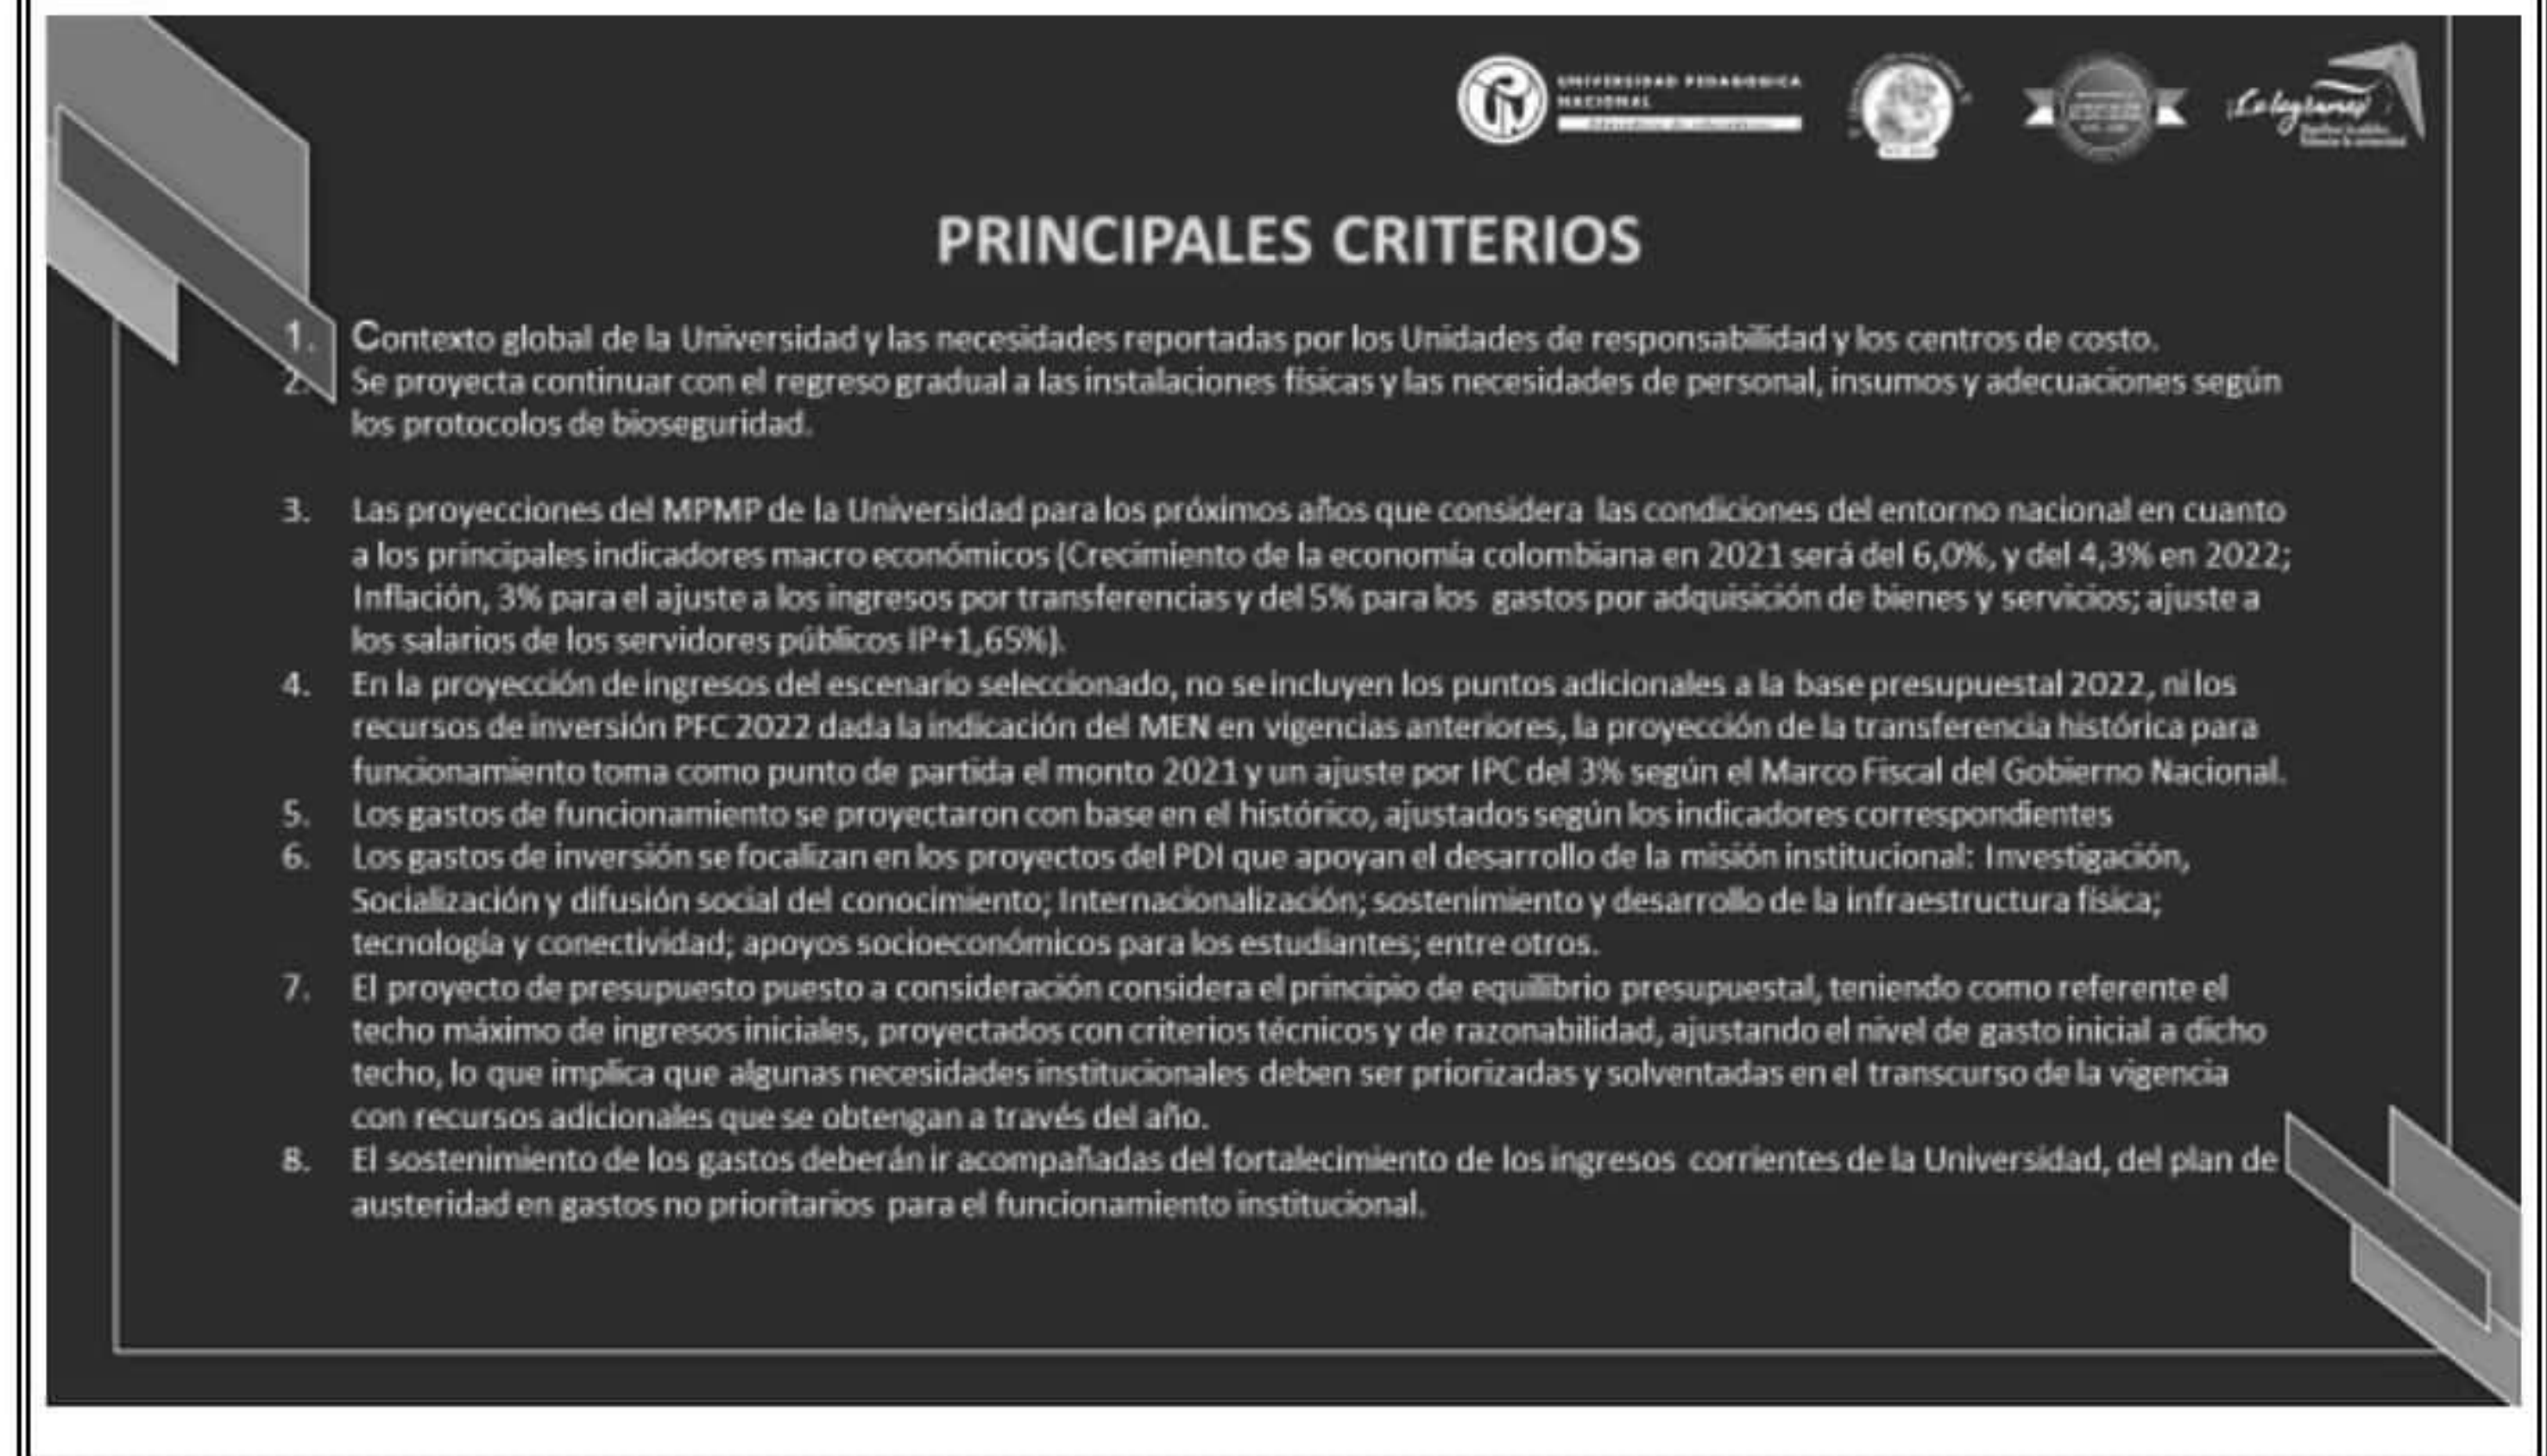 UNIVERSIDAD PEDAGOGICA
NACIONAL
PRINCIPALES CRITERIOS
1. Contexto global de la Universidad y las necesidades reportadas por los Unidades de responsabilidad y los centros de costo.
2. Se proyecta continuar con el regreso gradual a las instalaciones físicas y las necesidades de personal, insumos y adecuaciones según
los protocolos de bioseguridad.
3. Las proyecciones del MPMP de la Universidad para los próximos años que considera las condiciones del entorno nacional en cuanto
a los principales indicadores macro económicos (Crecimiento de la economía colombiana en 2021 será del 6,0%, y del 4,3% en 2022;
Inflación, 3% para el ajuste a los ingresos por transferencias y del 5% para los gastos por adquisición de bienes y servicios; ajuste a
los salarios de los servidores públicos IP+1,65%).
4. En la proyección de ingresos del escenario seleccionado, no se incluyen los puntos adicionales a la base presupuestal 2022, ni los
recursos de inversión PFC 2022 dada la indicación del MEN en vigencias anteriores, la proyección de la transferencia histórica para
funcionamiento toma como punto de partida el monto 2021 y un ajuste por IPC del 3% según el Marco Fiscal del Gobierno Nacional.
5. Los gastos de funcionamiento se proyectaron con base en el histórico, ajustados según los indicadores correspondientes
6. Los gastos de inversión se focalizan en los proyectos del PDI que apoyan el desarrollo de la misión institucional: Investigación,
Socialización y difusión social del conocimiento; Internacionalización; sostenimiento y desarrollo de la infraestructura física;
tecnología y conectividad; apoyos socioeconómicos para los estudiantes; entre otros.
7. El proyecto de presupuesto puesto a consideración considera el principio de equilibrio presupuestal, teniendo como referente el
techo máximo de ingresos iniciales, proyectados con criterios técnicos y de razonabilidad, ajustando el nivel de gasto inicial a dicho
techo, lo que implica que algunas necesidades institucionales deben ser priorizadas y solventadas en el transcurso de la vigencia
con recursos adicionales que se obtengan a través del año.
8. El sostenimiento de los gastos deberán ir acompañadas del fortalecimiento de los ingresos corrientes de la Universidad, del plan de
austeridad en gastos no prioritarios para el funcionamiento institucional.